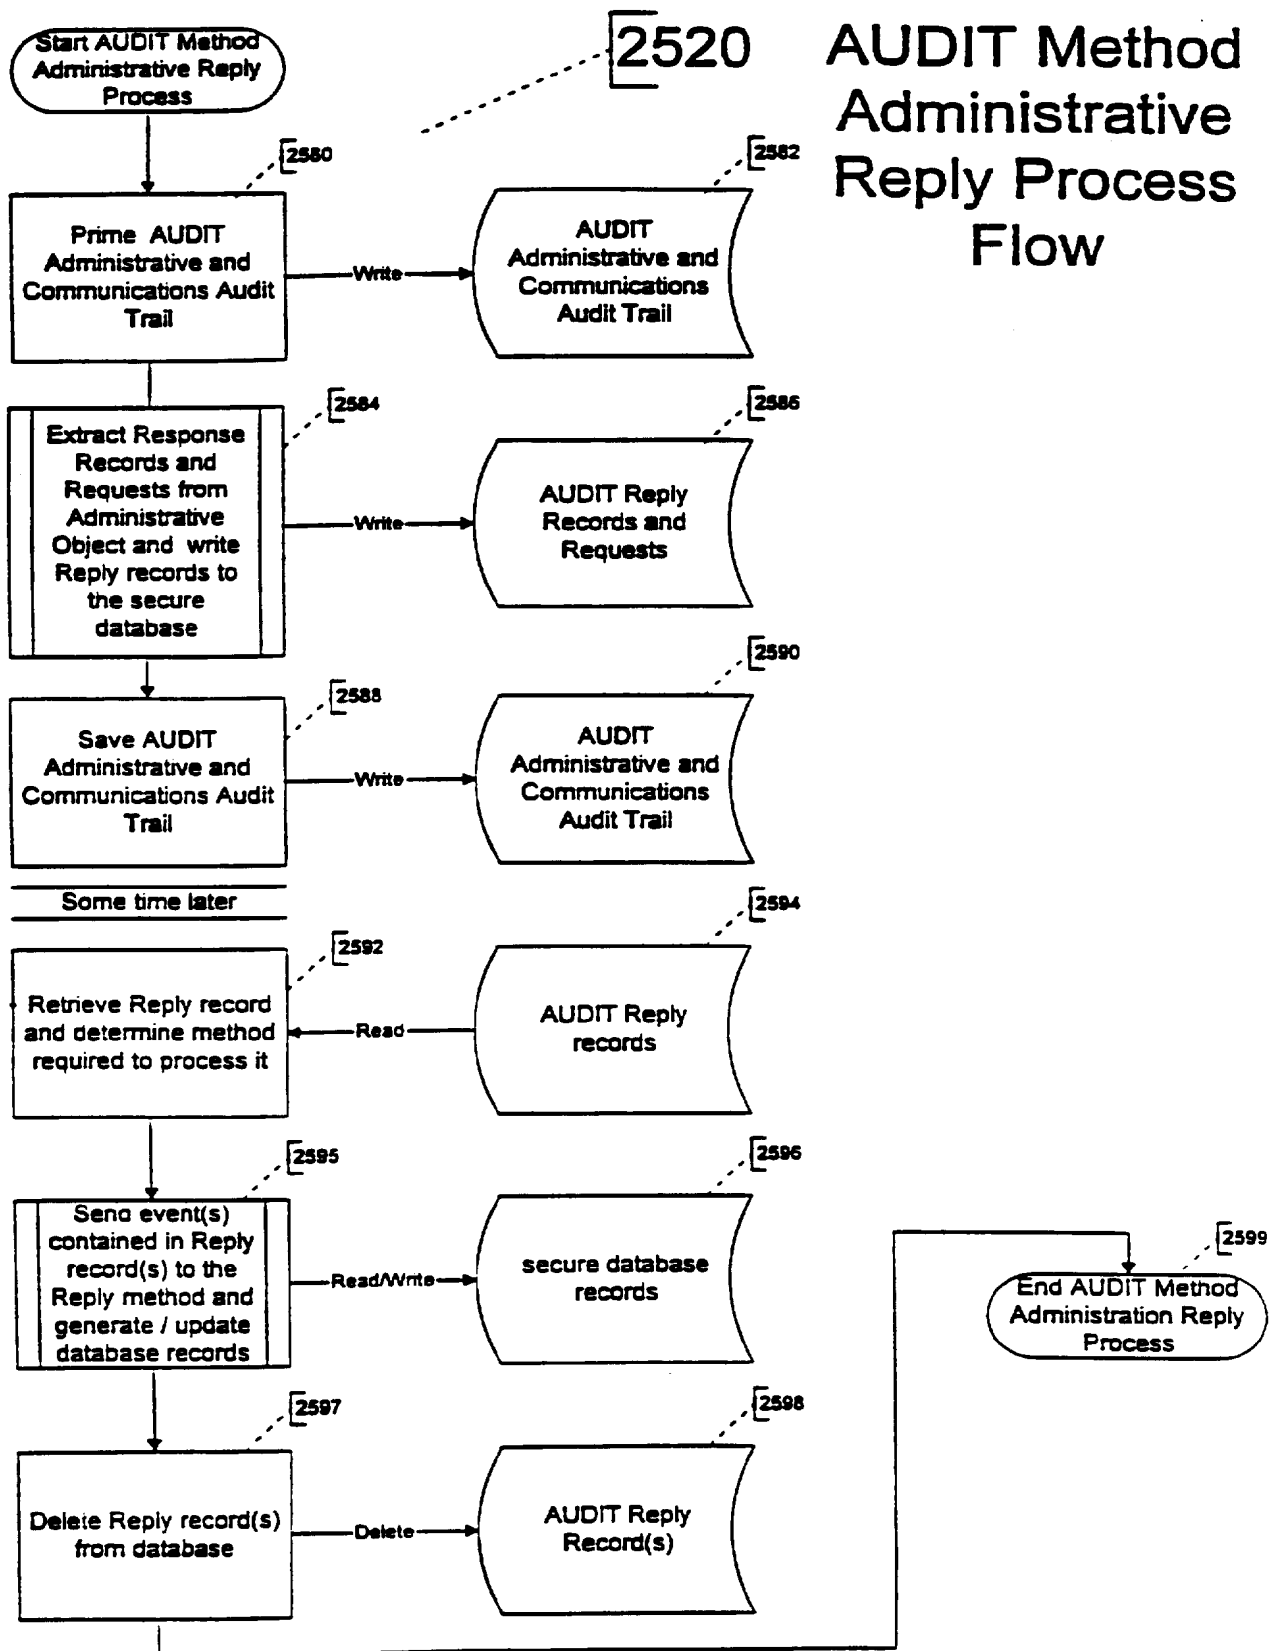 Start AUDIT Method
Administrative Reply
Process
2520
AUDIT Method
Administrative
Reply Process
Flow
2580
Prime AUDIT
Administrative and
Communications Audit
Trail
Write
2582
AUDIT
Administrative and
Communications
Audit Trail
2584
Extract Response
Records and
Requests from
Administrative
Object and write
Reply records to
the secure
database
Write
2586
AUDIT Reply
Records and
Requests
2588
Save AUDIT
Administrative and
Communications Audit
Trail
Write
2590
AUDIT
Administrative and
Communications
Audit Trail
Some time later
2592
Retrieve Reply record
and determine method
required to process it
Read
2594
AUDIT Reply
records
2595
Send event(s)
contained in Reply
record(s) to the
Reply method and
generate / update
database records
Read/Write
2596
secure database
records
2597
Delete Reply record(s)
from database
Delete
2598
AUDIT Reply
Record(s)
2599
End AUDIT Method
Administration Reply
Process